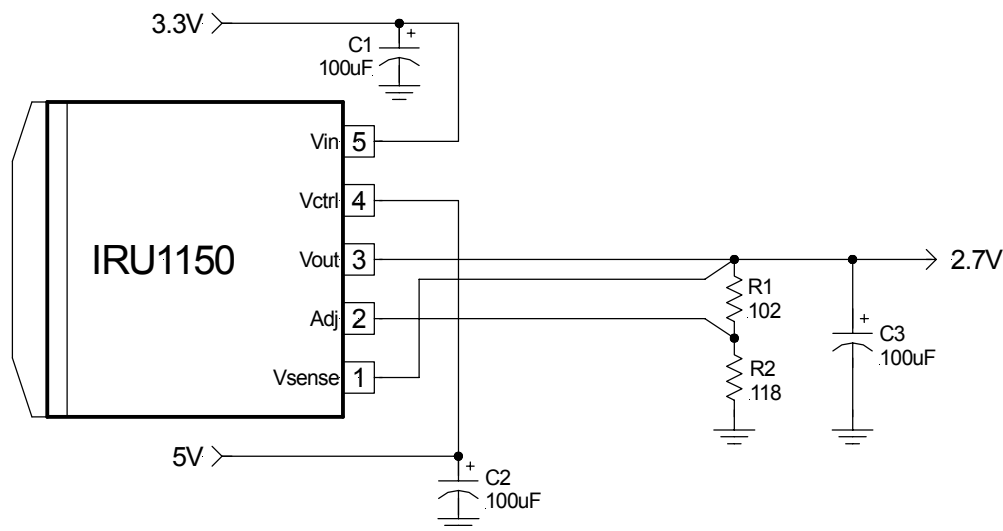 3.3V
C1
100uF
Vin 5
Vctrl 4
IRU1150
Vout 3
2.7V
R1
102
Adj 2
C3
100uF
R2
118
Vsense 1
5V
C2
100uF